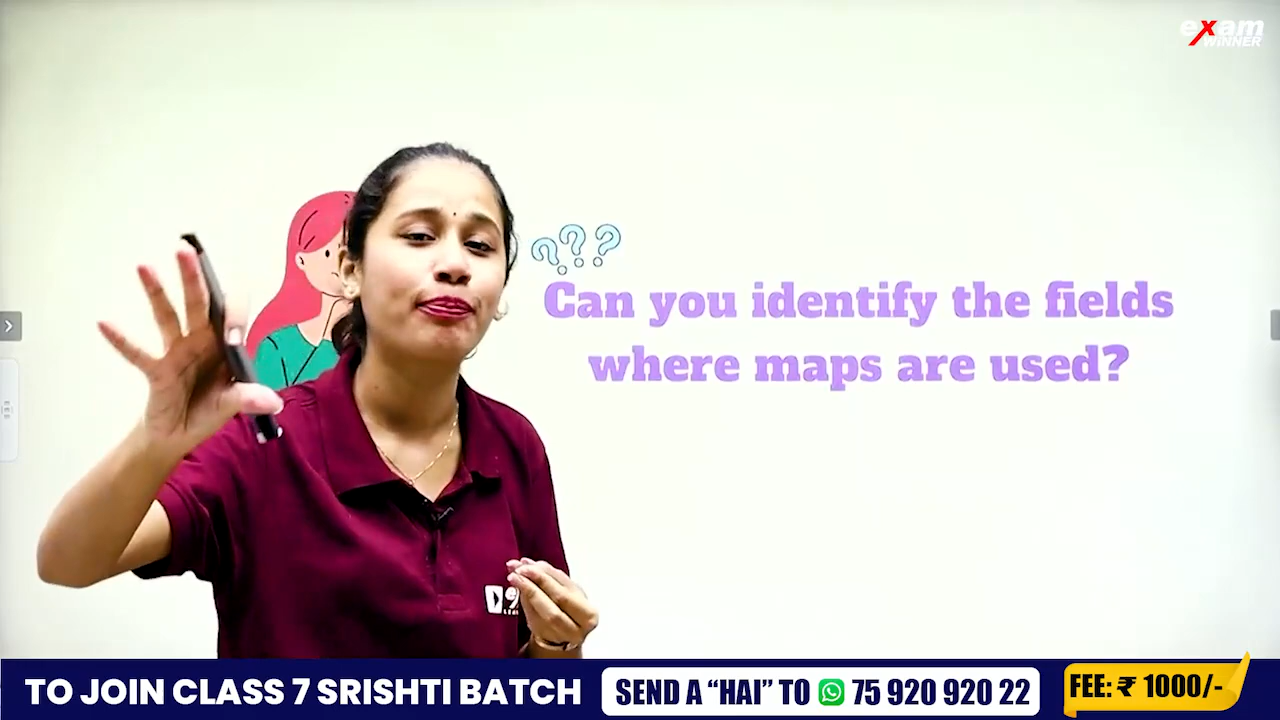 exam
WINNER
???
Can you identify the fields
where maps are used?
TO JOIN CLASS 7 SRISHTI BATCH
SEND A “HAI” TO 75 920 920 22
FEE: ₹ 1000/-